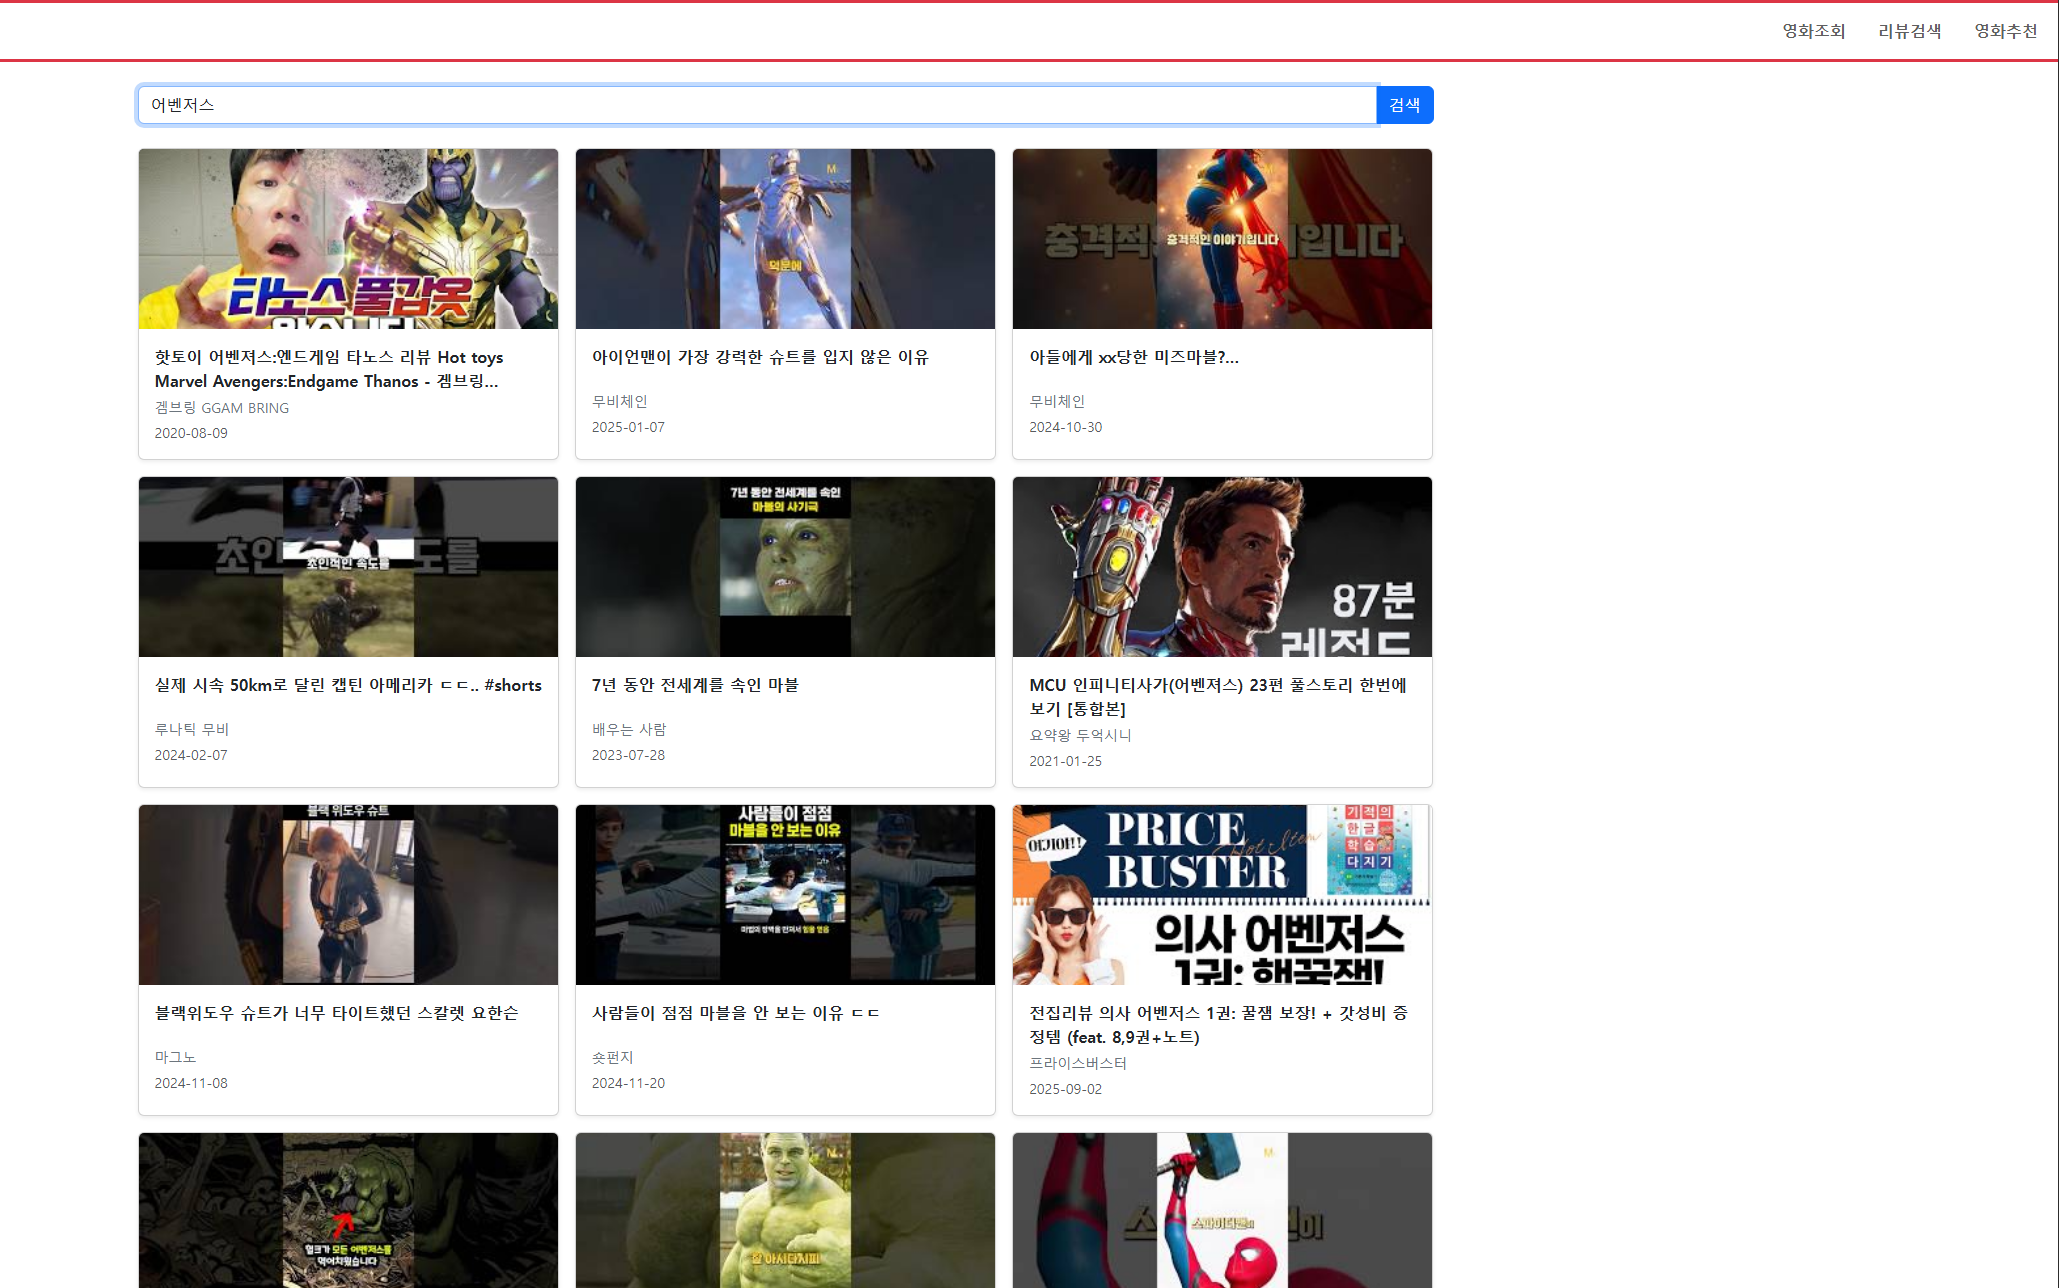 영화조회
리뷰검색
영화추천
어벤저스
검색
타노스 풀갑옷
M
덕분에
충격적인 이야기입니다
핫토이 어벤져스:엔드게임 타노스 리뷰 Hot toys
Marvel Avengers:Endgame Thanos - 겜브링...
겜브링 GGAM BRING
2020-08-09
아이언맨이 가장 강력한 슈트를 입지 않은 이유
무비체인
2025-01-07
아들에게 xx당한 미즈마블?...
무비체인
2024-10-30
초인적인 속도를
7년 동안 전세계를 속인
마블의 사기극
87분
레전드
실제 시속 50km로 달린 캡틴 아메리카 ㄷㄷ.. #shorts
루나틱 무비
2024-02-07
7년 동안 전세계를 속인 마블
배우는 사람
2023-07-28
MCU 인피니티사가(어벤져스) 23편 풀스토리 한번에
보기 [통합본]
요약왕 두억시니
2021-01-25
블랙 위도우 슈트
사람들이 점점
마블을 안 보는 이유
여기야!!
PRICE
BUSTER
Hot Item
기적의
한글
학습
다지기
의사 어벤저스
1권: 핵꿀잼!
블랙위도우 슈트가 너무 타이트했던 스칼렛 요한슨
마그노
2024-11-08
사람들이 점점 마블을 안 보는 이유 ㄷㄷ
숏펀지
2024-11-20
전집리뷰 의사 어벤저스 1권: 꿀잼 보장! + 갓성비 증
정템 (feat. 8,9권+노트)
프라이스버스터
2025-09-02
헐크가 모든 어벤져스를
먹어치웠습니다
M
스파이더맨이